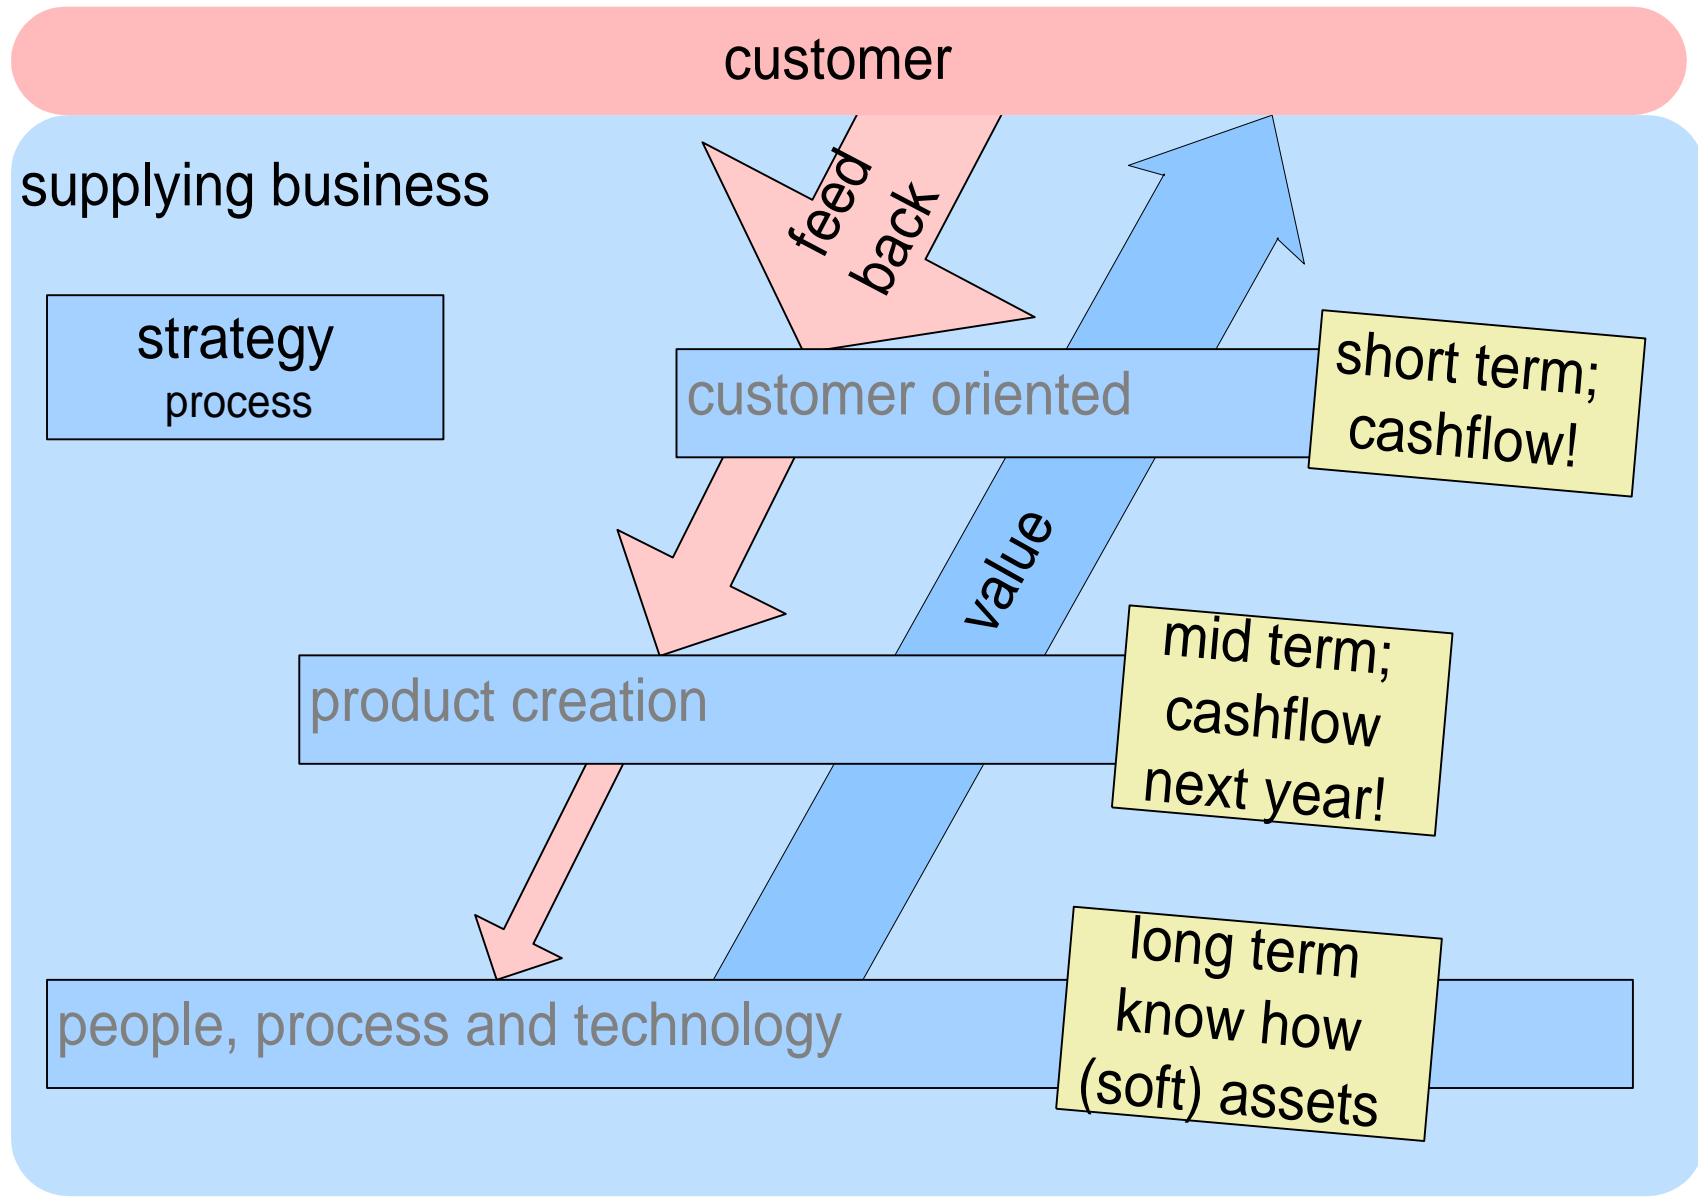 customer
supplying business
feed
back
strategy
process
customer oriented
short term;
cashflow!
value
product creation
mid term;
cashflow
next year!
people, process and technology
long term
know how
(soft) assets